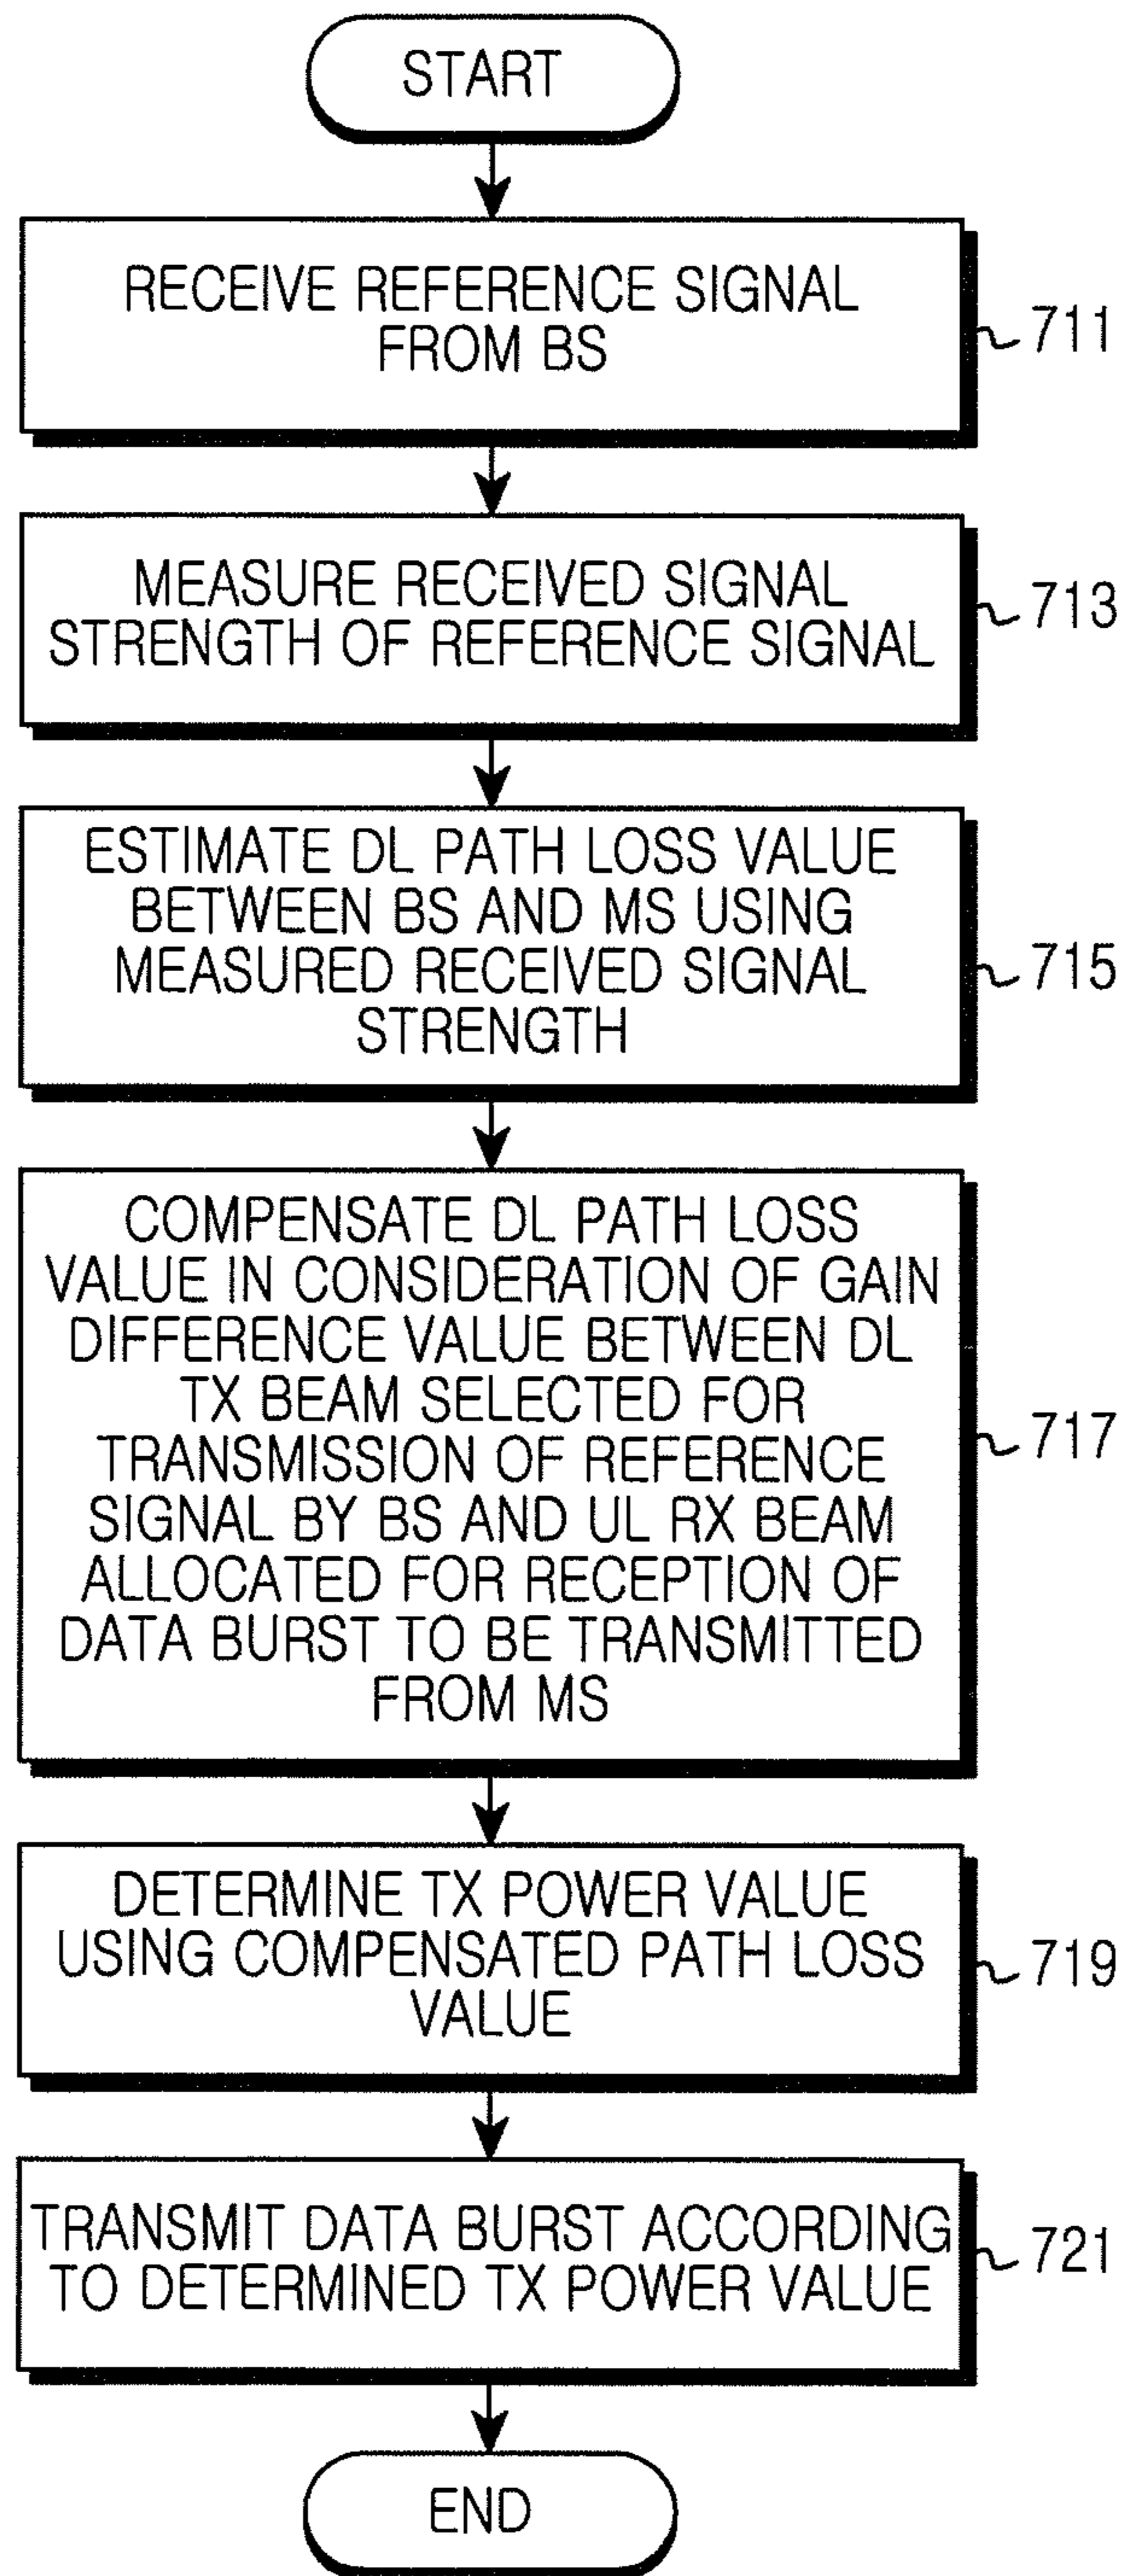 START
RECEIVE REFERENCE SIGNAL
FROM BS
711
MEASURE RECEIVED SIGNAL
STRENGTH OF REFERENCE SIGNAL
713
ESTIMATE DL PATH LOSS VALUE
BETWEEN BS AND MS USING
MEASURED RECEIVED SIGNAL
STRENGTH
715
COMPENSATE DL PATH LOSS
VALUE IN CONSIDERATION OF GAIN
DIFFERENCE VALUE BETWEEN DL
TX BEAM SELECTED FOR
TRANSMISSION OF REFERENCE
SIGNAL BY BS AND UL RX BEAM
ALLOCATED FOR RECEPTION OF
DATA BURST TO BE TRANSMITTED
FROM MS
717
DETERMINE TX POWER VALUE
USING COMPENSATED PATH LOSS
VALUE
719
TRANSMIT DATA BURST ACCORDING
TO DETERMINED TX POWER VALUE
721
END